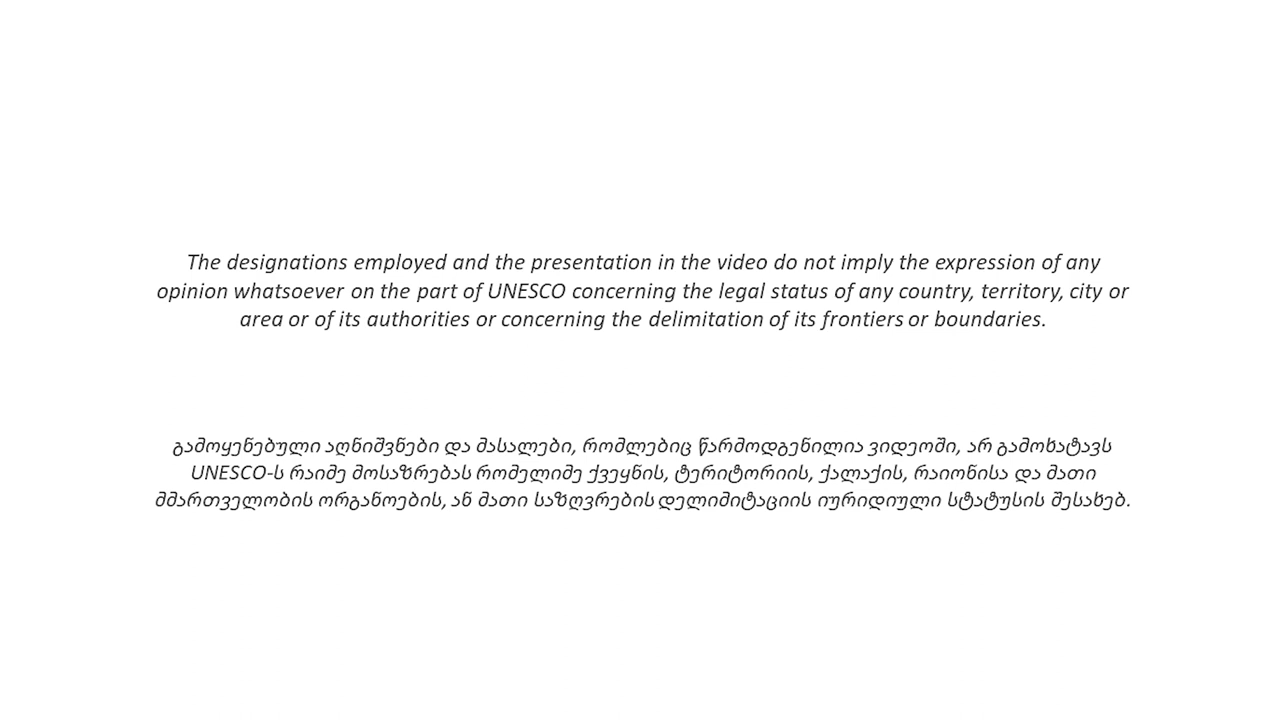 The designations employed and the presentation in the video do not imply the expression of any
opinion whatsoever on the part of UNESCO concerning the legal status of any country, territory, city or
area or of its authorities or concerning the delimitation of its frontiers or boundaries.
გამოყენებული აღნიშვნები და მასალები, რომლებიც წარმოდგენილია ვიდეოში, არ გამოხატავს
UNESCO-ს რაიმე მოსაზრებას რომელიმე ქვეყნის, ტერიტორიის, ქალაქის, რაიონისა და მათი
მმართველობის ორგანოების, ან მათი საზღვრების დელიმიტაციის იურიდიული სტატუსის შესახებ.